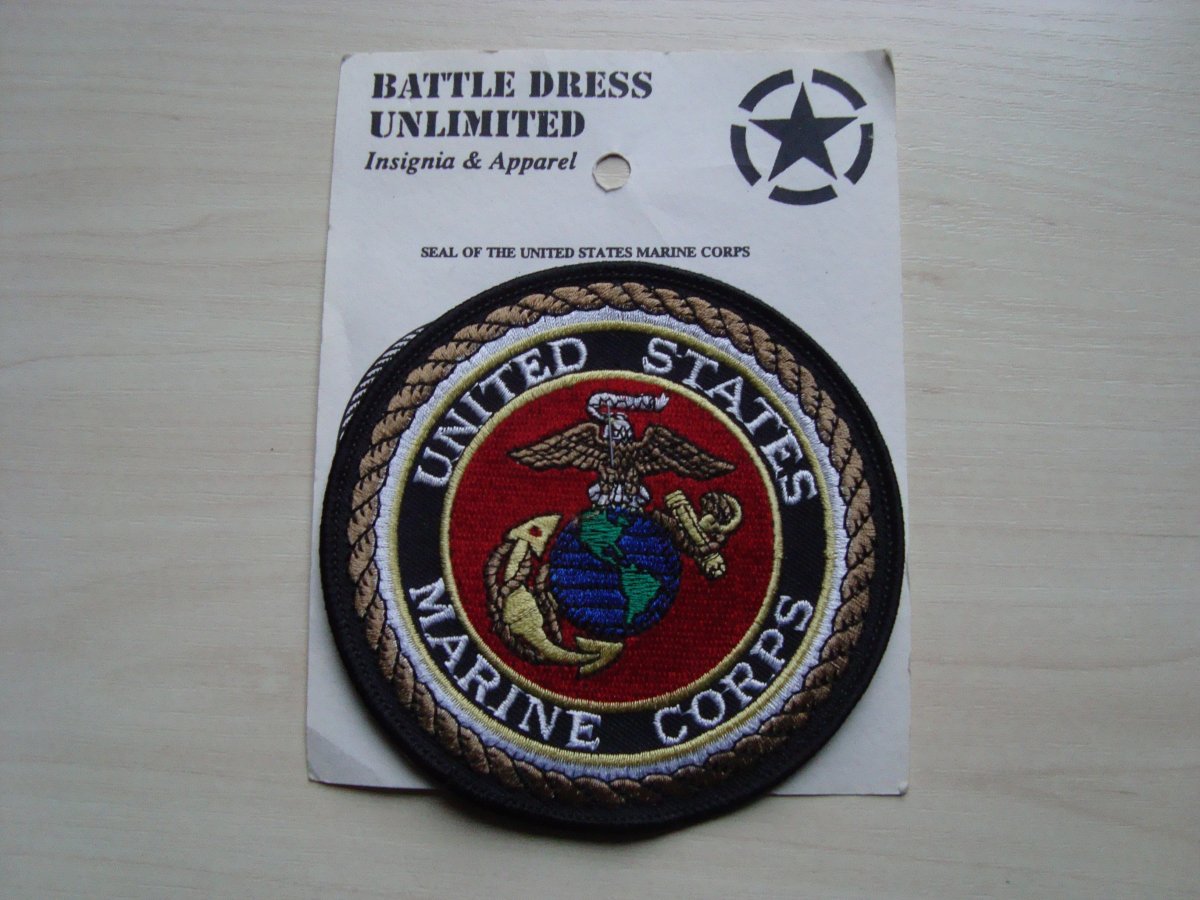 BATTLE DRESS
UNLIMITED
Insignia & Apparel
SEAL OF THE UNITED STATES MARINE CORPS
UNITED STATES
MARINE CORPS